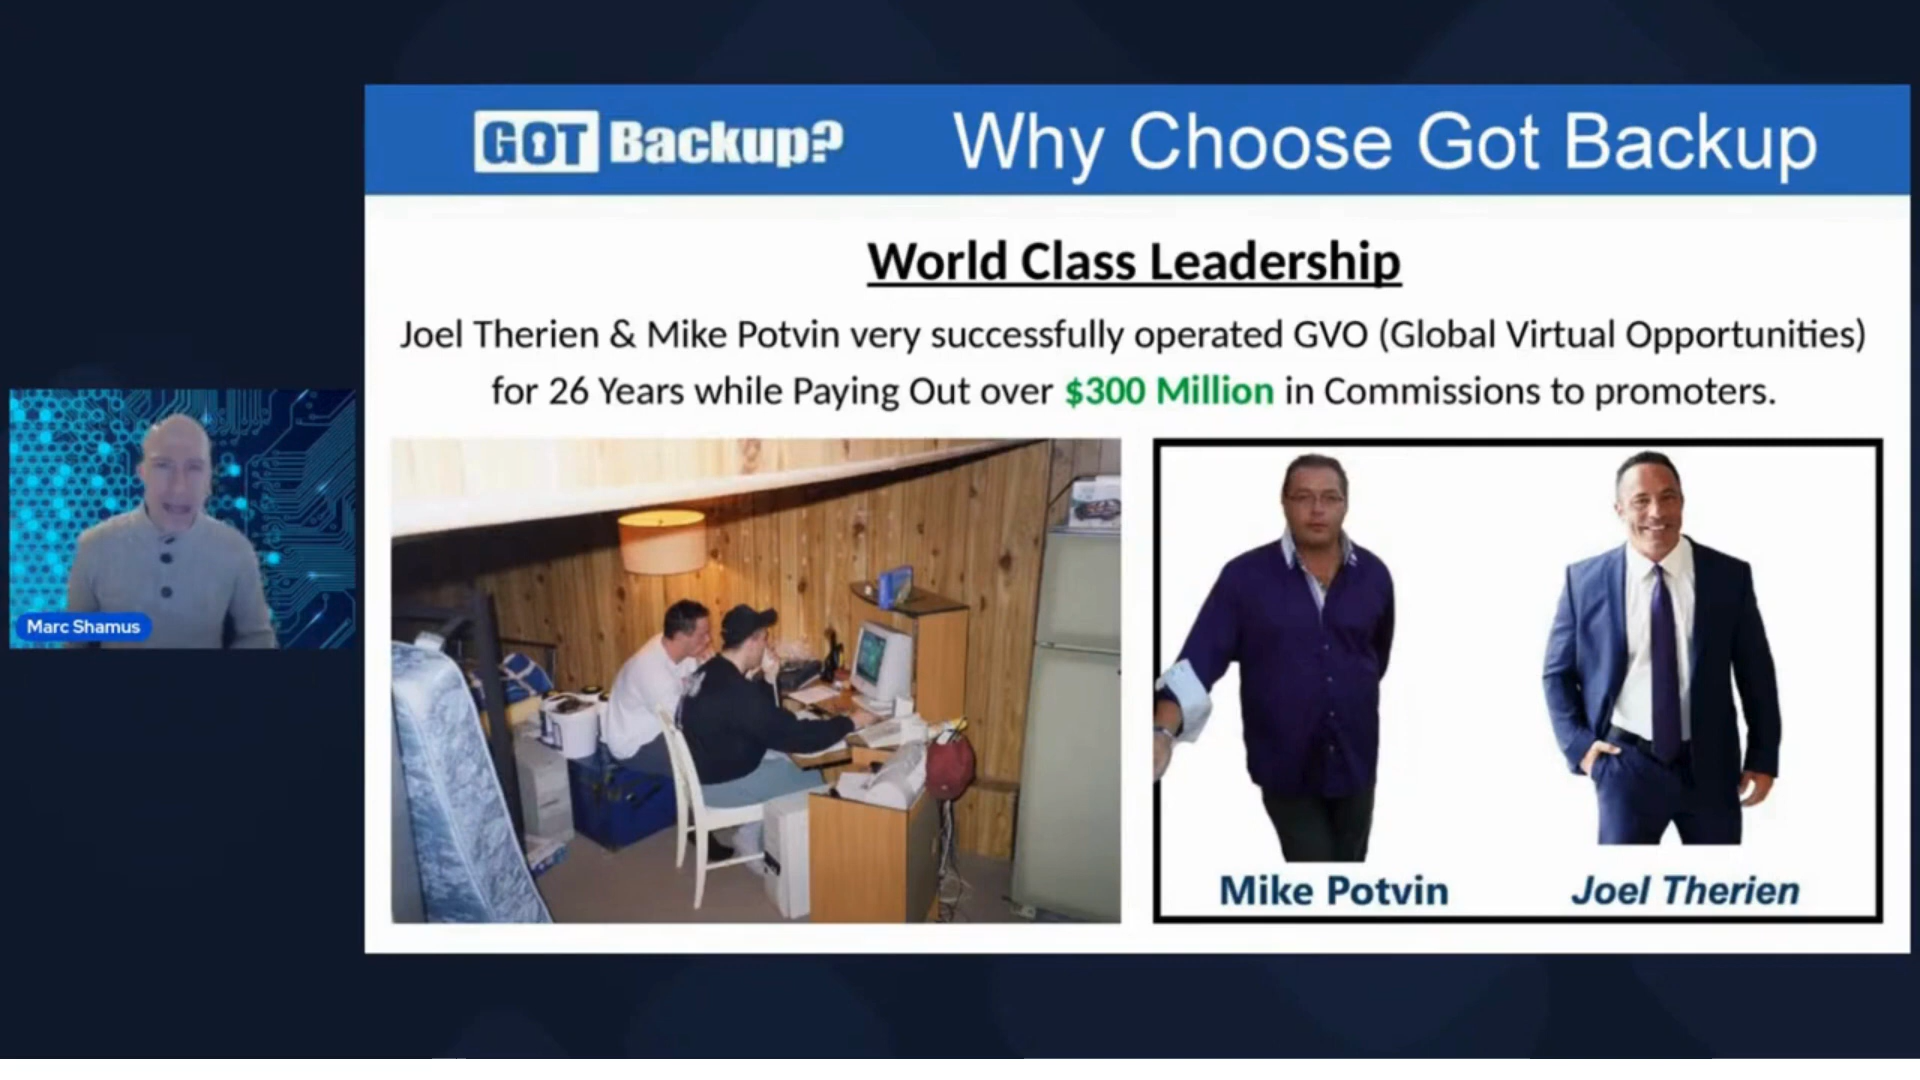 GOT Backup?
Why Choose Got Backup
World Class Leadership
Joel Therien & Mike Potvin very successfully operated GVO (Global Virtual Opportunities)
for 26 Years while Paying Out over $300 Million in Commissions to promoters.
Marc Shamus
Mike Potvin
Joel Therien